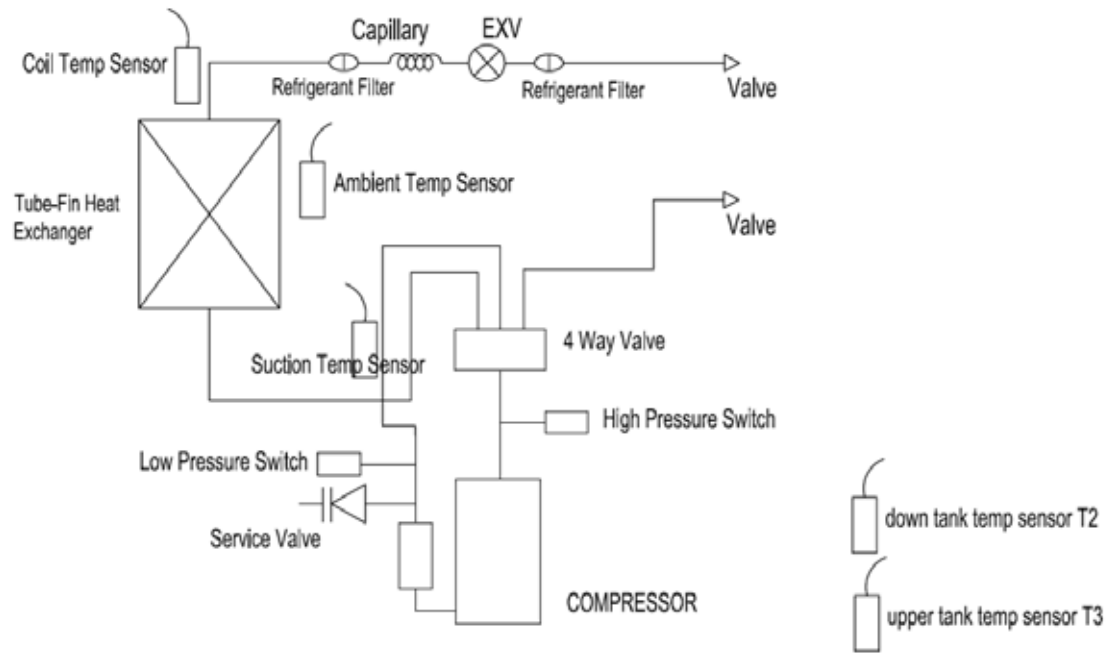 Capillary
EXV
Coil Temp Sensor
Refrigerant Filter
Refrigerant Filter
Valve
Ambient Temp Sensor
Tube-Fin Heat
Exchanger
Valve
4 Way Valve
Suction Temp Sensor
High Pressure Switch
Low Pressure Switch
Service Valve
down tank temp sensor T2
COMPRESSOR
upper tank temp sensor T3